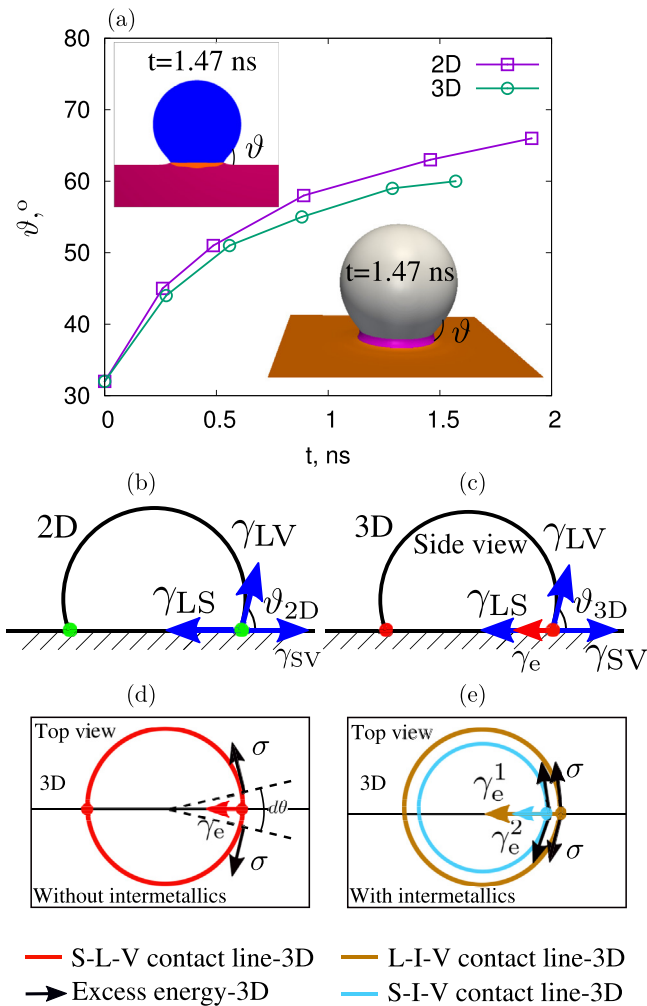 (a)
80
70
60
50
40
30
ϑ,°
t=1.47 ns
ϑ
2D
3D
t=1.47 ns
ϑ
0 0.5 1 1.5 2
t, ns
(b) (c)
2D γLV
γLS ϑ2D
γSV
3D Side view γLV
γLS ϑ3D
γe γSV
(d) (e)
Top view
3D σ
γe dθ
σ
Without intermetallics
Top view
3D σ
γe1
γe2
σ
With intermetallics
S-L-V contact line-3D
L-I-V contact line-3D
Excess energy-3D
S-I-V contact line-3D